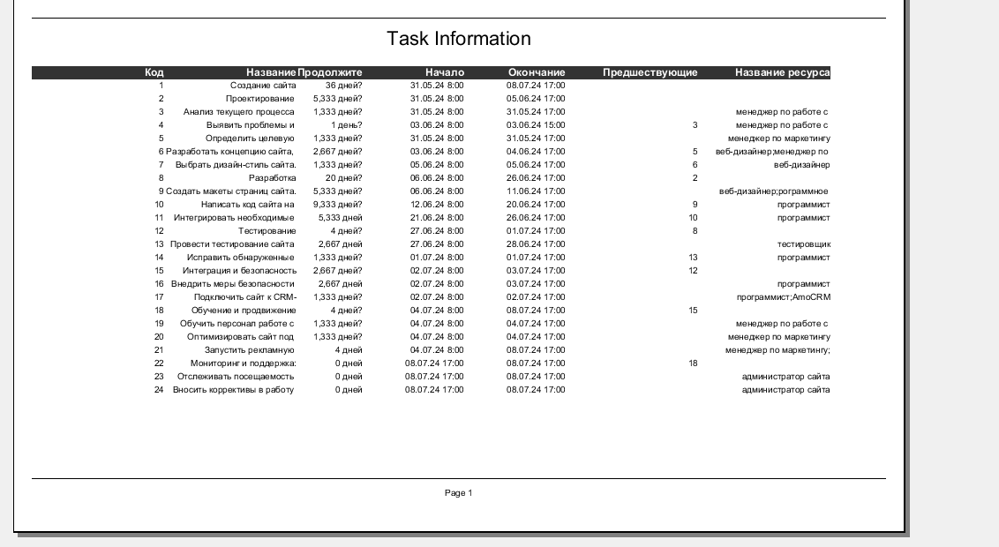 Task Information
Код Название Продолжите Начало Окончание Предшествующие Название ресурса
1 Создание сайта 36 дней? 31.05.24 8:00 08.07.24 17:00
2 Проектирование 5,333 дней? 31.05.24 8:00 05.06.24 17:00
3 Анализ текущего процесса 1,333 дней? 31.05.24 8:00 31.05.24 17:00 менеджер по работе с
4 Выявить проблемы и 1 день? 03.06.24 8:00 03.06.24 15:00 3 менеджер по работе с
5 Определить целевую 1,333 дней? 31.05.24 8:00 31.05.24 17:00 менеджер по маркетингу
6 Разработать концепцию сайта, 2,667 дней? 03.06.24 8:00 04.06.24 17:00 5 веб-дизайнер;менеджер по
7 Выбрать дизайн-стиль сайта. 1,333 дней? 05.06.24 8:00 05.06.24 17:00 6 веб-дизайнер
8 Разработка 20 дней? 06.06.24 8:00 26.06.24 17:00 2
9 Создать макеты страниц сайта. 5,333 дней? 06.06.24 8:00 11.06.24 17:00 веб-дизайнер;рограммное
10 Написать код сайта на 9,333 дней? 12.06.24 8:00 20.06.24 17:00 9 программист
11 Интегрировать необходимые 5,333 дней 21.06.24 8:00 26.06.24 17:00 10 программист
12 Тестирование 4 дней? 27.06.24 8:00 01.07.24 17:00 8
13 Провести тестирование сайта 2,667 дней 27.06.24 8:00 28.06.24 17:00 тестировщик
14 Исправить обнаруженные 1,333 дней? 01.07.24 8:00 01.07.24 17:00 13 программист
15 Интеграция и безопасность 2,667 дней? 02.07.24 8:00 03.07.24 17:00 12
16 Внедрить меры безопасности 2,667 дней 02.07.24 8:00 03.07.24 17:00 программист
17 Подключить сайт к CRM- 1,333 дней? 02.07.24 8:00 02.07.24 17:00 программист;AmoCRM
18 Обучение и продвижение 4 дней? 04.07.24 8:00 08.07.24 17:00 15
19 Обучить персонал работе с 1,333 дней? 04.07.24 8:00 04.07.24 17:00 менеджер по работе с
20 Оптимизировать сайт под 1,333 дней? 04.07.24 8:00 04.07.24 17:00 менеджер по маркетингу
21 Запустить рекламную 4 дней 04.07.24 8:00 08.07.24 17:00 менеджер по маркетингу;
22 Мониторинг и поддержка: 0 дней 08.07.24 17:00 08.07.24 17:00 18
23 Отслеживать посещаемость 0 дней 08.07.24 17:00 08.07.24 17:00 администратор сайта
24 Вносить коррективы в работу 0 дней 08.07.24 17:00 08.07.24 17:00 администратор сайта
Page 1